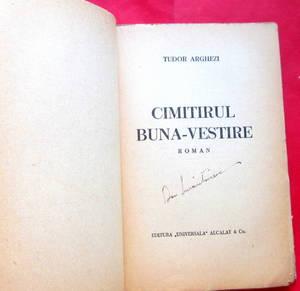 TUDOR ARGHEZI
CIMITIRUL
BUNA-VESTIRE
ROMAN
EDITURA „UNIVERSALA" ALCALAY & Co.